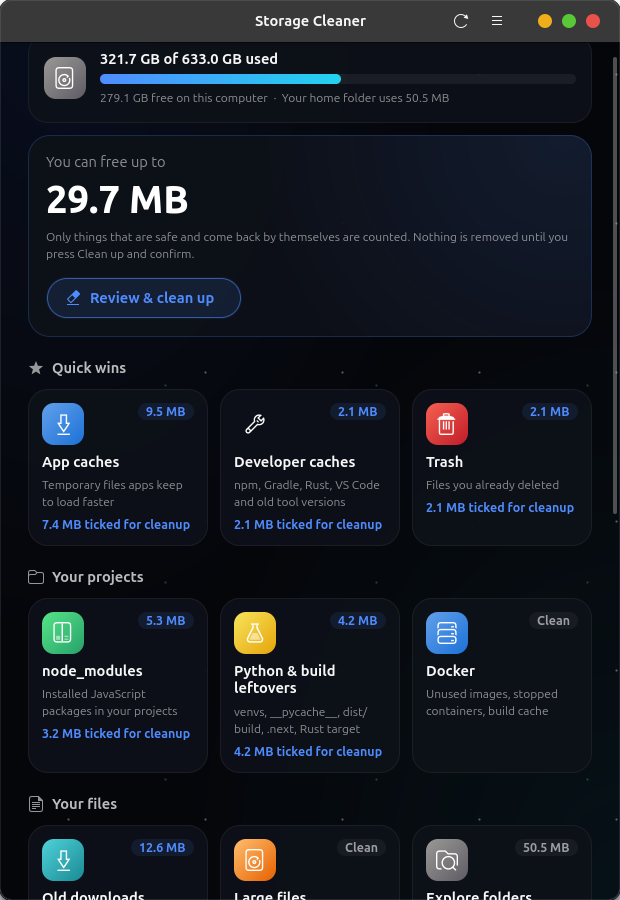 Storage Cleaner
321.7 GB of 633.0 GB used
279.1 GB free on this computer · Your home folder uses 50.5 MB
You can free up to
29.7 MB
Only things that are safe and come back by themselves are counted. Nothing is removed until you
press Clean up and confirm.
Review & clean up
Quick wins
9.5 MB
App caches
Temporary files apps keep
to load faster
7.4 MB ticked for cleanup
2.1 MB
Developer caches
npm, Gradle, Rust, VS Code
and old tool versions
2.1 MB ticked for cleanup
2.1 MB
Trash
Files you already deleted
2.1 MB ticked for cleanup
Your projects
5.3 MB
node_modules
Installed JavaScript
packages in your projects
3.2 MB ticked for cleanup
4.2 MB
Python & build
leftovers
venvs, __pycache__, dist/
build, .next, Rust target
4.2 MB ticked for cleanup
Clean
Docker
Unused images, stopped
containers, build cache
Your files
12.6 MB
Old downloads
Clean
Large files
50.5 MB
Explore folders